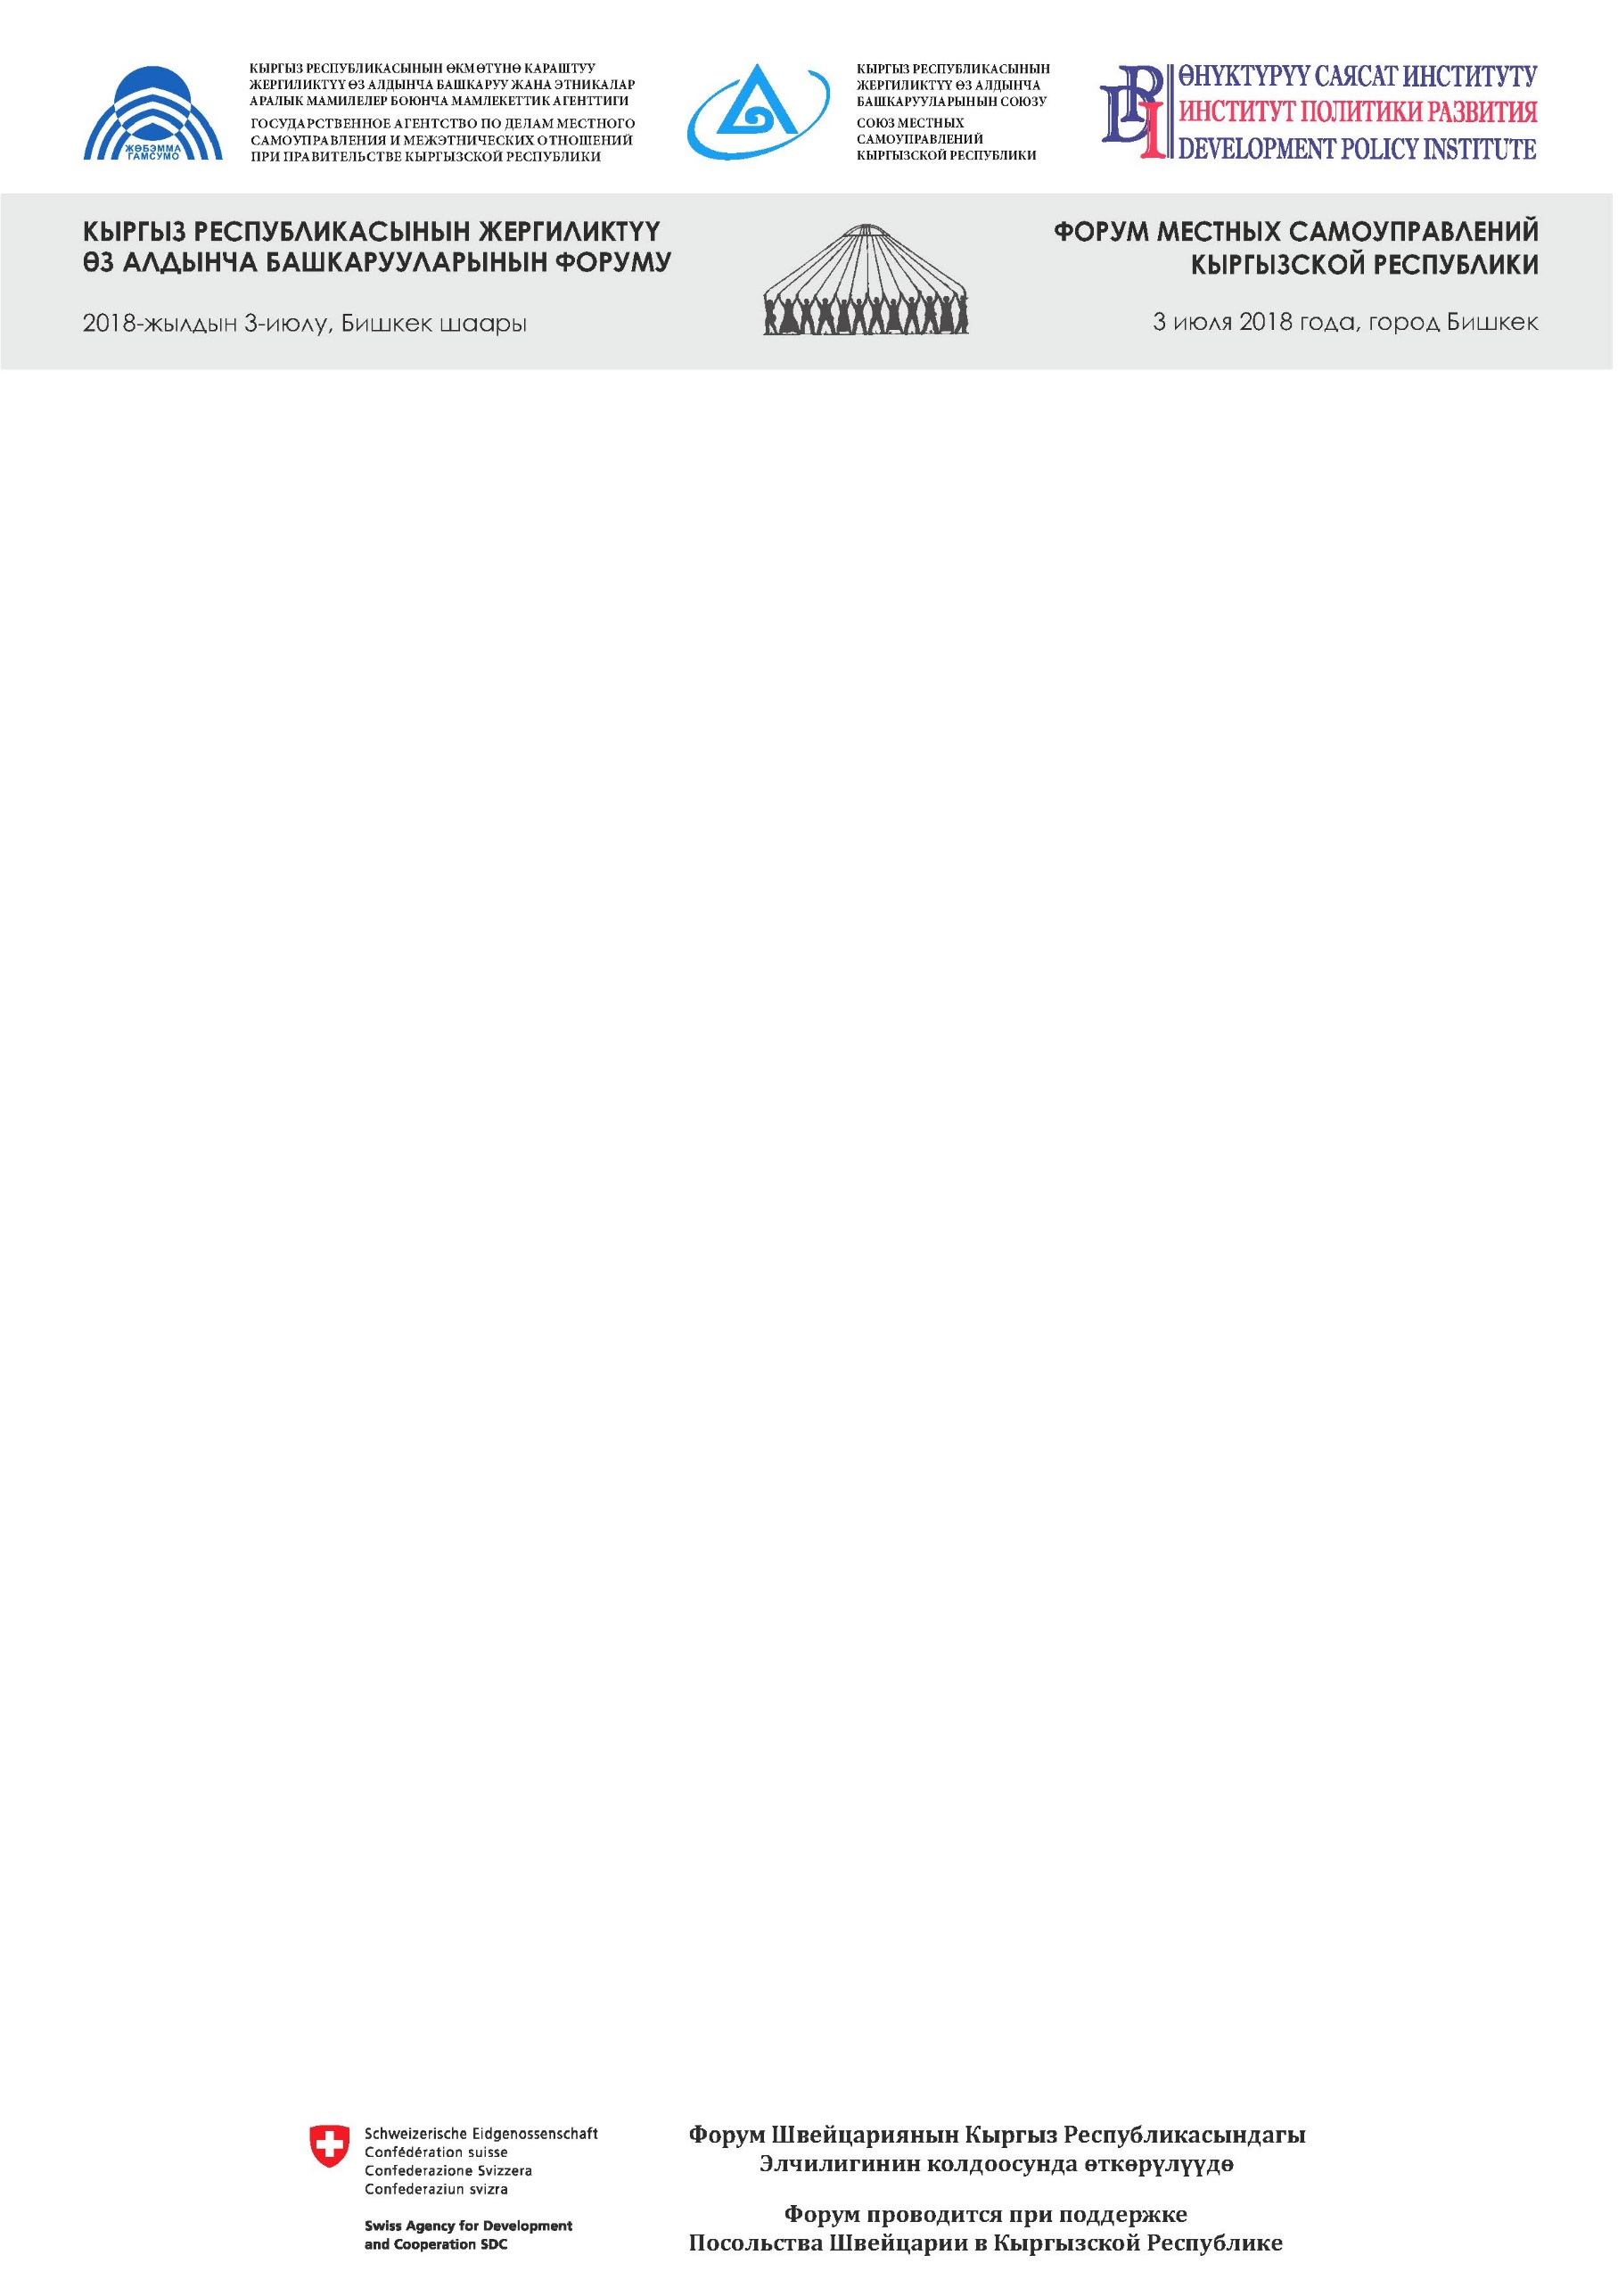 ЖӨБЭММА
ГАМСУМО
КЫРГЫЗ РЕСПУБЛИКАСЫНЫН ӨКМӨТҮНӨ КАРАШТУУ
ЖЕРГИЛИКТҮҮ ӨЗ АЛДЫНЧА БАШКАРУУ ЖАНА ЭТНИКАЛАР
АРАЛЫК МАМИЛЕЛЕР БОЮНЧА МАМЛЕКЕТТИК АГЕНТТИГИ
ГОСУДАРСТВЕННОЕ АГЕНТСТВО ПО ДЕЛАМ МЕСТНОГО
САМОУПРАВЛЕНИЯ И МЕЖЭТНИЧЕСКИХ ОТНОШЕНИЙ
ПРИ ПРАВИТЕЛЬСТВЕ КЫРГЫЗСКОЙ РЕСПУБЛИКИ
КЫРГЫЗ РЕСПУБЛИКАСЫНЫН
ЖЕРГИЛИКТҮҮ ӨЗ АЛДЫНЧА
БАШКАРУУЛАРЫНЫН СОЮЗУ
СОЮЗ МЕСТНЫХ
САМОУПРАВЛЕНИЙ
КЫРГЫЗСКОЙ РЕСПУБЛИКИ
DPI
ӨНҮКТҮРҮҮ САЯСАТ ИНСТИТУТУ
ИНСТИТУТ ПОЛИТИКИ РАЗВИТИЯ
DEVELOPMENT POLICY INSTITUTE
КЫРГЫЗ РЕСПУБЛИКАСЫНЫН ЖЕРГИЛИКТҮҮ
ӨЗ АЛДЫНЧА БАШКАРУУЛАРЫНЫН ФОРУМУ
2018-жылдын 3-июлу, Бишкек шаары
ФОРУМ МЕСТНЫХ САМОУПРАВЛЕНИЙ
КЫРГЫЗСКОЙ РЕСПУБЛИКИ
3 июля 2018 года, город Бишкек
Schweizerische Eidgenossenschaft
Confédération suisse
Confederazione Svizzera
Confederaziun svizra
Swiss Agency for Development
and Cooperation SDC
Форум Швейцариянын Кыргыз Республикасындагы
Элчилигинин колдоосунда өткөрүлүүдө
Форум проводится при поддержке
Посольства Швейцарии в Кыргызской Республике